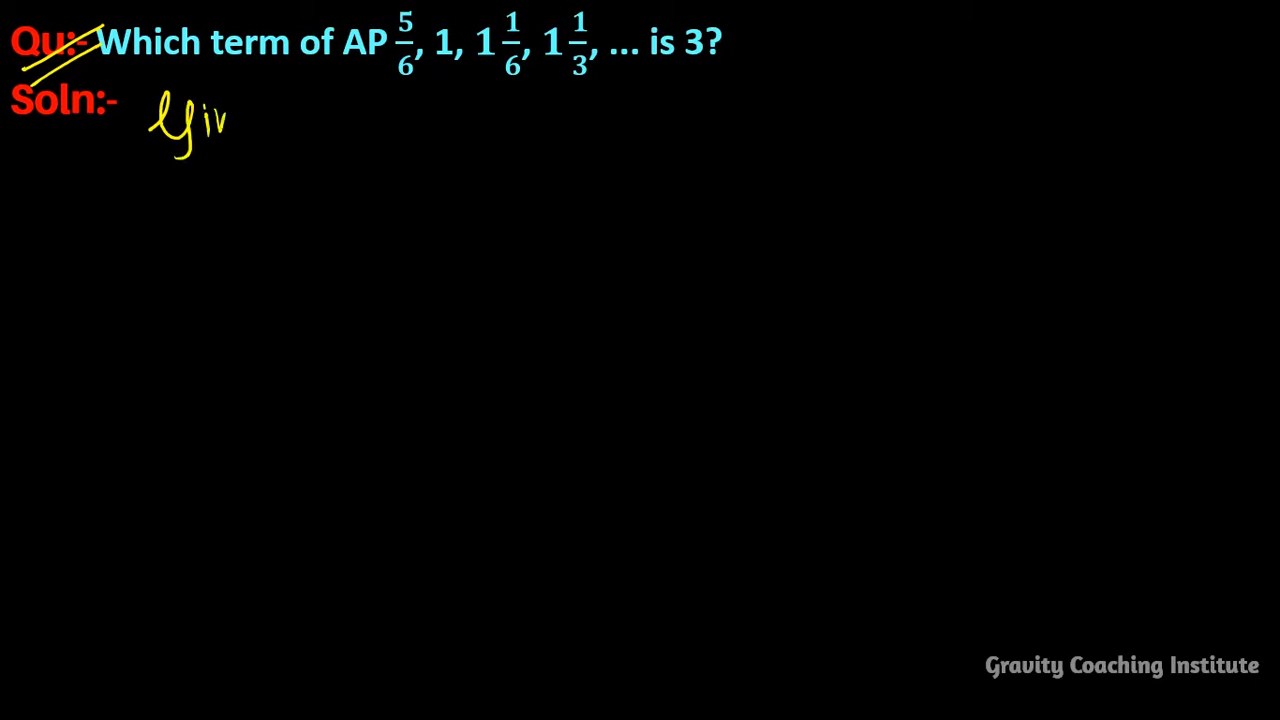 Qu:- Which term of AP 5/6, 1, 1 1/6, 1 1/3, ... is 3?
Soln:- Giv
Gravity Coaching Institute